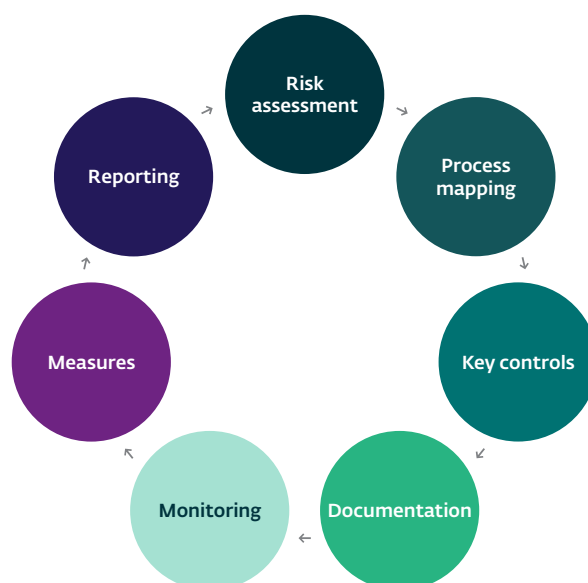 Risk
assessment
Process
mapping
Key controls
Documentation
Monitoring
Measures
Reporting